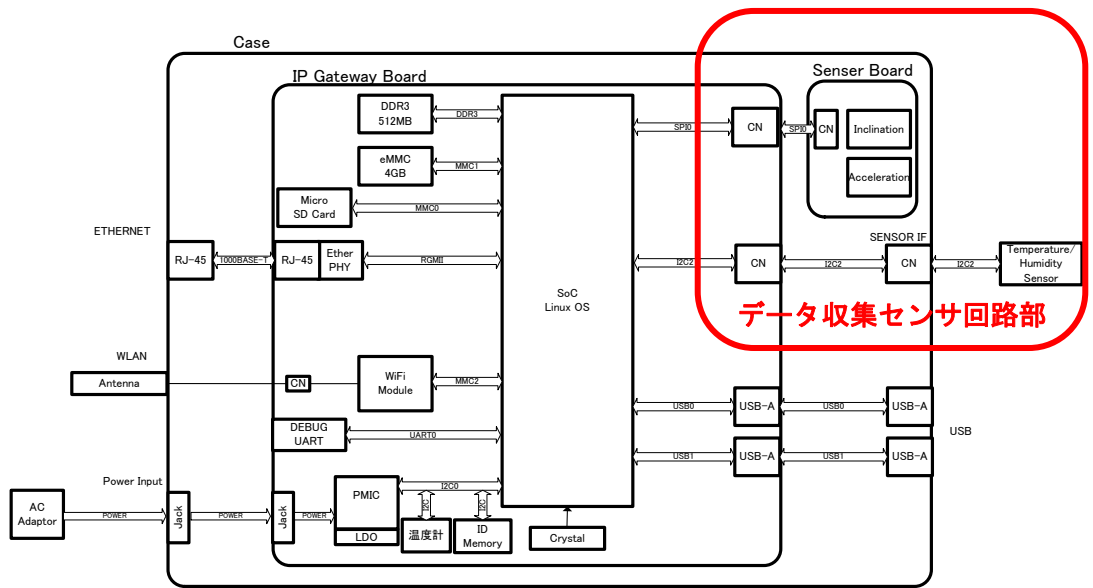 Case
IP Gateway Board
Senser Board
DDR3
512MB
DDR3
eMMC
4GB
MMC1
Micro
SD Card
MMC0
ETHERNET
RJ-45
1000BASE-T
RJ-45
Ether
PHY
RGMII
SoC
Linux OS
SPI0
CN
SPI0
CN
Inclination
Acceleration
SENSOR IF
I2C2
CN
I2C2
CN
I2C2
Temperature/
Humidity
Sensor
データ収集センサ回路部
WLAN
Antenna
CN
WiFi
Module
MMC2
DEBUG
UART
UART0
USB0
USB-A
USB0
USB-A
USB
USB1
USB-A
USB1
USB-A
Power Input
AC
Adaptor
POWER
Jack
POWER
Jack
POWER
PMIC
LDO
I2C0
I2C
I2C
温度計
ID
Memory
Crystal